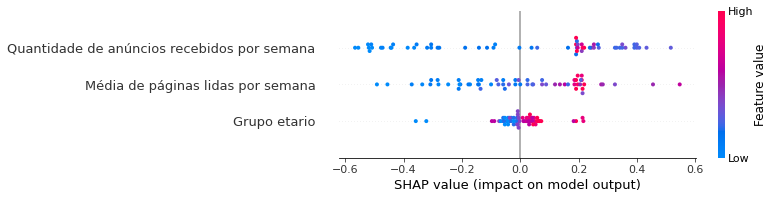 High
Quantidade de anúncios recebidos por semana
Média de páginas lidas por semana
Grupo etario
Feature value
Low
−0.6 −0.4 −0.2 0.0 0.2 0.4 0.6
SHAP value (impact on model output)